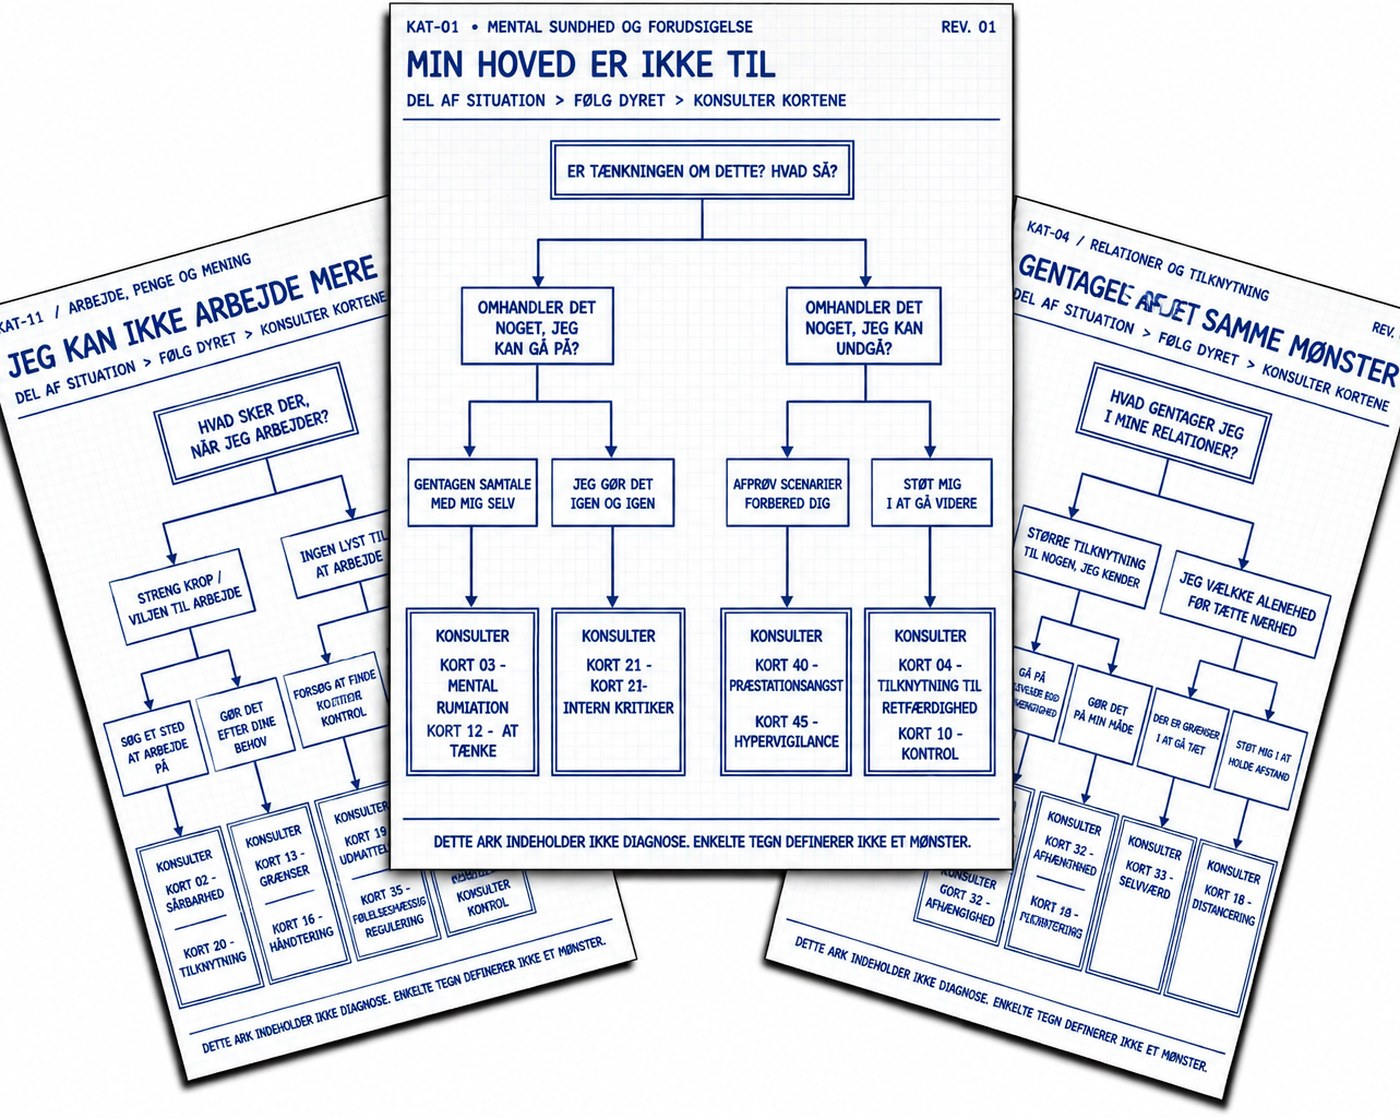 KAT-01 • MENTAL SUNDHED OG FORUDSIGELSE
REV. 01
MIN HOVED ER IKKE TIL
DEL AF SITUATION > FØLG DYRET > KONSULTER KORTENE
ER TÆNKNINGEN OM DETTE? HVAD SÅ?
OMHANDLER DET
NOGET, JEG
KAN GÅ PÅ?
OMHANDLER DET
NOGET, JEG KAN
UNDGÅ?
GENTAGEN SAMTALE
MED MIG SELV
JEG GØR DET
IGEN OG IGEN
AFPRØV SCENARIER
FORBERED DIG
STØT MIG
I AT GÅ VIDERE
KONSULTER
KORT 03 -
MENTAL
RUMIATION
KORT 12 - AT
TÆNKE
KONSULTER
KORT 21 -
KORT 21-
INTERN KRITIKER
KONSULTER
KORT 40 -
PRÆSTATIONSANGST
KORT 45 -
HYPERVIGILANCE
KONSULTER
KORT 04 -
TILKNYTNING TIL
RETFÆRDIGHED
KORT 10 -
KONTROL
DETTE ARK INDEHOLDER IKKE DIAGNOSE. ENKELTE TEGN DEFINERER IKKE ET MØNSTER.
KAT-11 / ARBEJDE, PENGE OG MENING
JEG KAN IKKE ARBEJDE MERE
DEL AF SITUATION > FØLG DYRET > KONSULTER KORTENE
HVAD SKER DER,
NÅR JEG ARBEJDER?
STRENG KROP /
VILJEN TIL ARBEJDE
INGEN LYST TIL
AT ARBEJDE
SØG ET STED
AT ARBEJDE
PÅ
GØR DET
EFTER DINE
BEHOV
FORSØG AT FINDE
KONTROL
KONSULTER
KORT 02 -
SÅRBARHED
KORT 20 -
TILKNYTNING
KONSULTER
KORT 13 -
GRÆNSER
KORT 16 -
HÅNDTERING
KONSULTER
KORT 19
UDMATTEL
KORT 35 -
FØLELSESMÆSSIG
REGULERING
KONSULTER
KONTROL
DETTE ARK INDEHOLDER IKKE DIAGNOSE. ENKELTE TEGN DEFINERER IKKE ET MØNSTER.
KAT-04 / RELATIONER OG TILKNYTNING
REV.
SAMME MØNSTER
DEL AF SITUATION > FØLG DYRET > KONSULTER KORTENE
HVAD GENTAGER JEG
I MINE RELATIONER?
STØRRE TILKNYTNING
TIL NOGEN, JEG KENDER
JEG VÆLKKE ALENEHED
FØR TÆTTE NÆRHED
GÅ PÅ
GØR DET
PÅ MIN MÅDE
DER ER GRÆNSER
I AT GÅ TÆT
STØT MIG I AT
HOLDE AFSTAND
KONSULTER
GORT 32 -
AFHÆNGIGHED
KONSULTER
KORT 32 -
KORT 18 -
KONSULTER
KORT 33 -
SELVVÆRD
KONSULTER
KORT 18 -
DISTANCERING
DETTE ARK INDEHOLDER IKKE DIAGNOSE. ENKELTE TEGN DEFINERER IKKE ET MØNSTER.